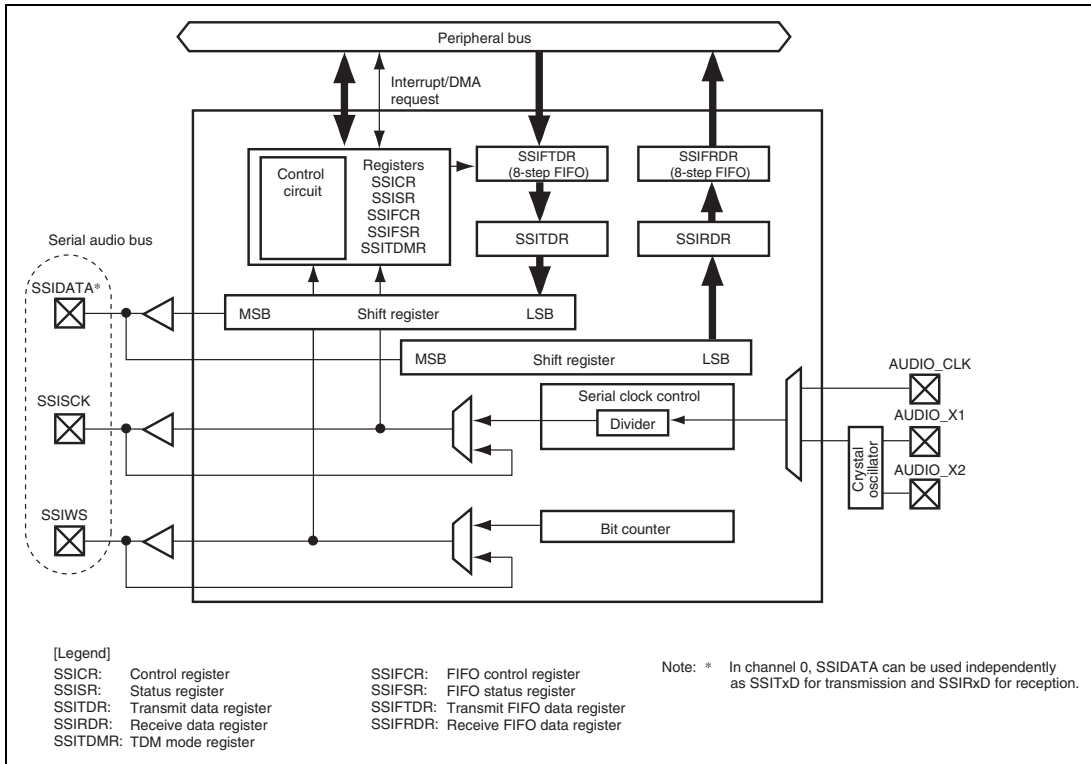 Peripheral bus
Interrupt/DMA
request
Control
circuit
Registers
SSICR
SSISR
SSIFCR
SSIFSR
SSITDMR
SSIFTDR
(8-step FIFO)
SSIFRDR
(8-step FIFO)
SSITDR
SSIRDR
Serial audio bus
SSIDATA*
MSB Shift register LSB
MSB Shift register LSB
SSISCK
Serial clock control
Divider
AUDIO_CLK
AUDIO_X1
AUDIO_X2
Crystal
oscillator
SSIWS
Bit counter
[Legend]
SSICR: Control register
SSISR: Status register
SSITDR: Transmit data register
SSIRDR: Receive data register
SSITDMR: TDM mode register
SSIFCR: FIFO control register
SSIFSR: FIFO status register
SSIFTDR: Transmit FIFO data register
SSIFRDR: Receive FIFO data register
Note: * In channel 0, SSIDATA can be used independently
as SSITxD for transmission and SSIRxD for reception.